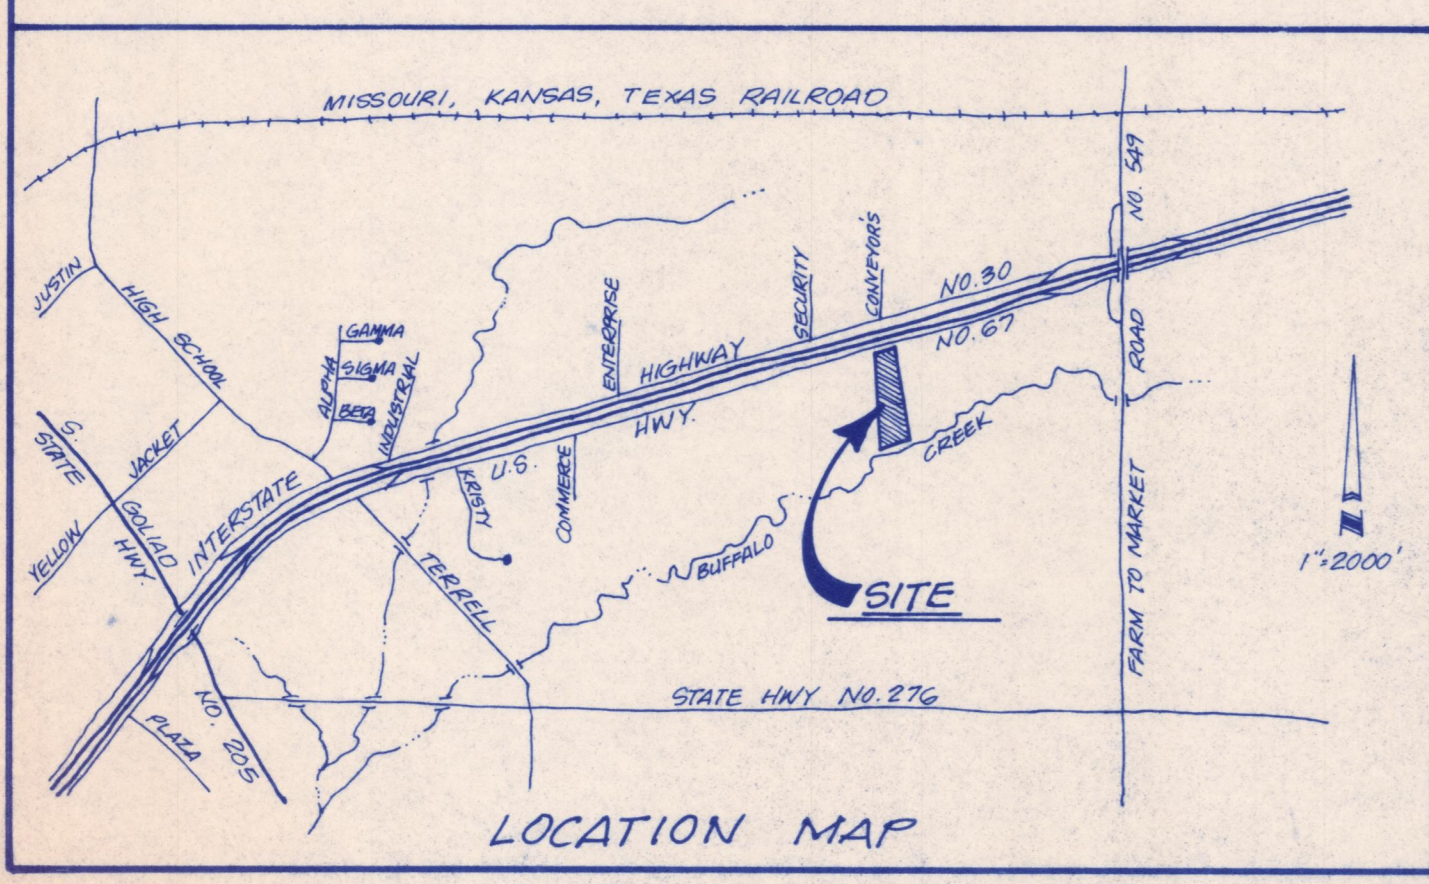 MISSOURI, KANSAS, TEXAS RAILROAD
NO. 549
ROAD
FARM TO MARKET
JUSTIN
HIGH SCHOOL
GAMMA
SIGMA
BETA
ALPHA
INDUSTRIAL
ENTERPRISE
SECURITY
CONVEYOR'S
NO. 30
NO. 67
HIGHWAY
HWY.
U.S.
INTERSTATE
S.
STATE
GOLIAD
HWY.
JACKET
YELLOW
KRISTY
COMMERCE
TERRELL
BUFFALO
CREEK
SITE
1"=2000'
STATE HWY NO. 276
NO. 205
PLAZA
LOCATION MAP